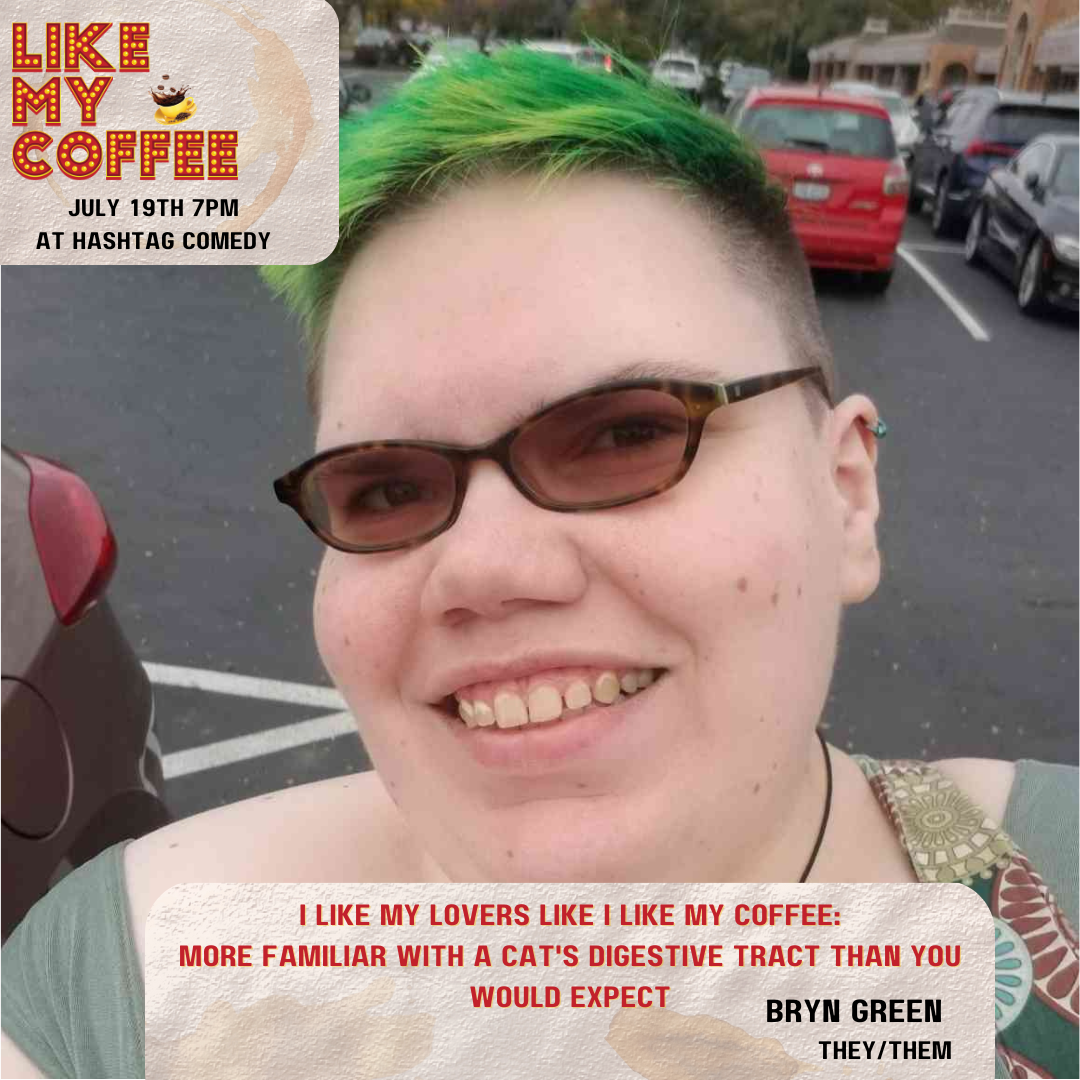 LIKE
MY
COFFEE
JULY 19TH 7PM
AT HASHTAG COMEDY
I LIKE MY LOVERS LIKE I LIKE MY COFFEE:
MORE FAMILIAR WITH A CAT'S DIGESTIVE TRACT THAN YOU
WOULD EXPECT
BRYN GREEN
THEY/THEM